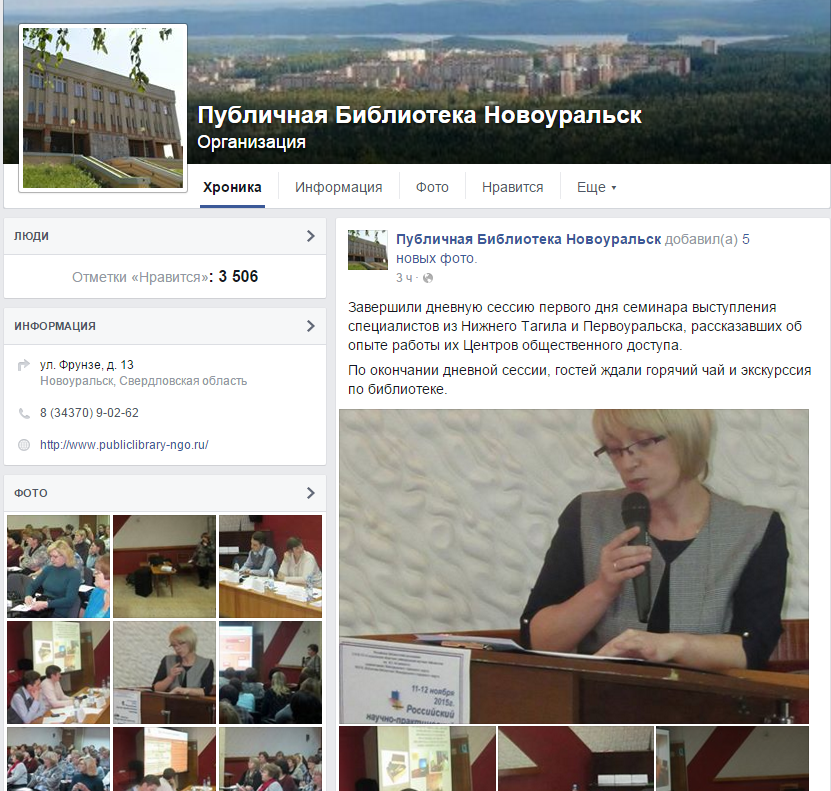 Публичная Библиотека Новоуральск
Организация
Хроника Информация Фото Нравится Еще
ЛЮДИ
Отметки «Нравится»: 3 506
ИНФОРМАЦИЯ
ул. Фрунзе, д. 13
Новоуральск, Свердловская область
8 (34370) 9-02-62
http://www.publiclibrary-ngo.ru/
ФОТО
Публичная Библиотека Новоуральск добавил(а) 5
новых фото.
3 ч ·
Завершили дневную сессию первого дня семинара выступления
специалистов из Нижнего Тагила и Первоуральска, рассказавших об
опыте работы их Центров общественного доступа.
По окончании дневной сессии, гостей ждали горячий чай и экскурссия
по библиотеке.
11-12 ноября
2015г.
Российский